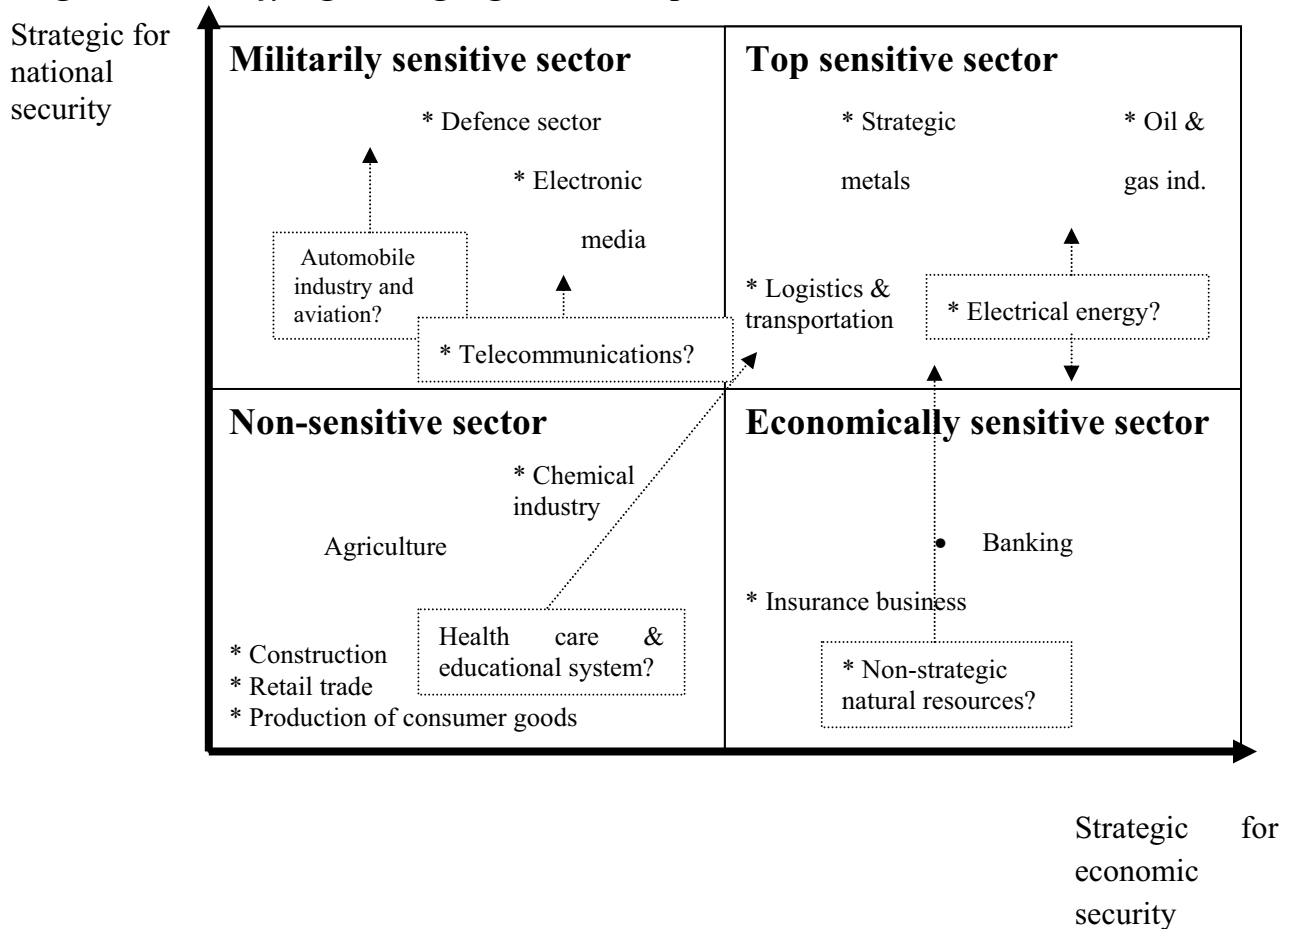 Strategic for
national
security
Militarily sensitive sector
* Defence sector
* Electronic
media
Automobile
industry and
aviation?
* Telecommunications?
Top sensitive sector
* Strategic
metals
* Oil &
gas ind.
* Logistics &
transportation
* Electrical energy?
Non-sensitive sector
* Chemical
industry
Agriculture
Health care &
educational system?
* Construction
* Retail trade
* Production of consumer goods
Economically sensitive sector
• Banking
* Insurance business
* Non-strategic
natural resources?
Strategic for
economic
security